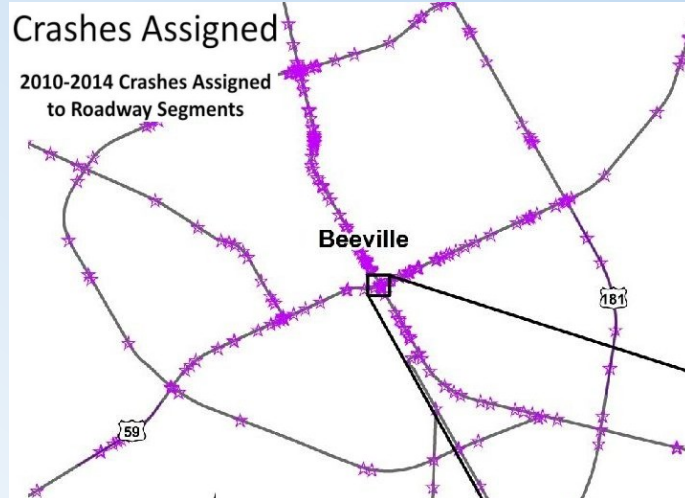 Crashes Assigned
2010-2014 Crashes Assigned
to Roadway Segments
Beeville
181
59